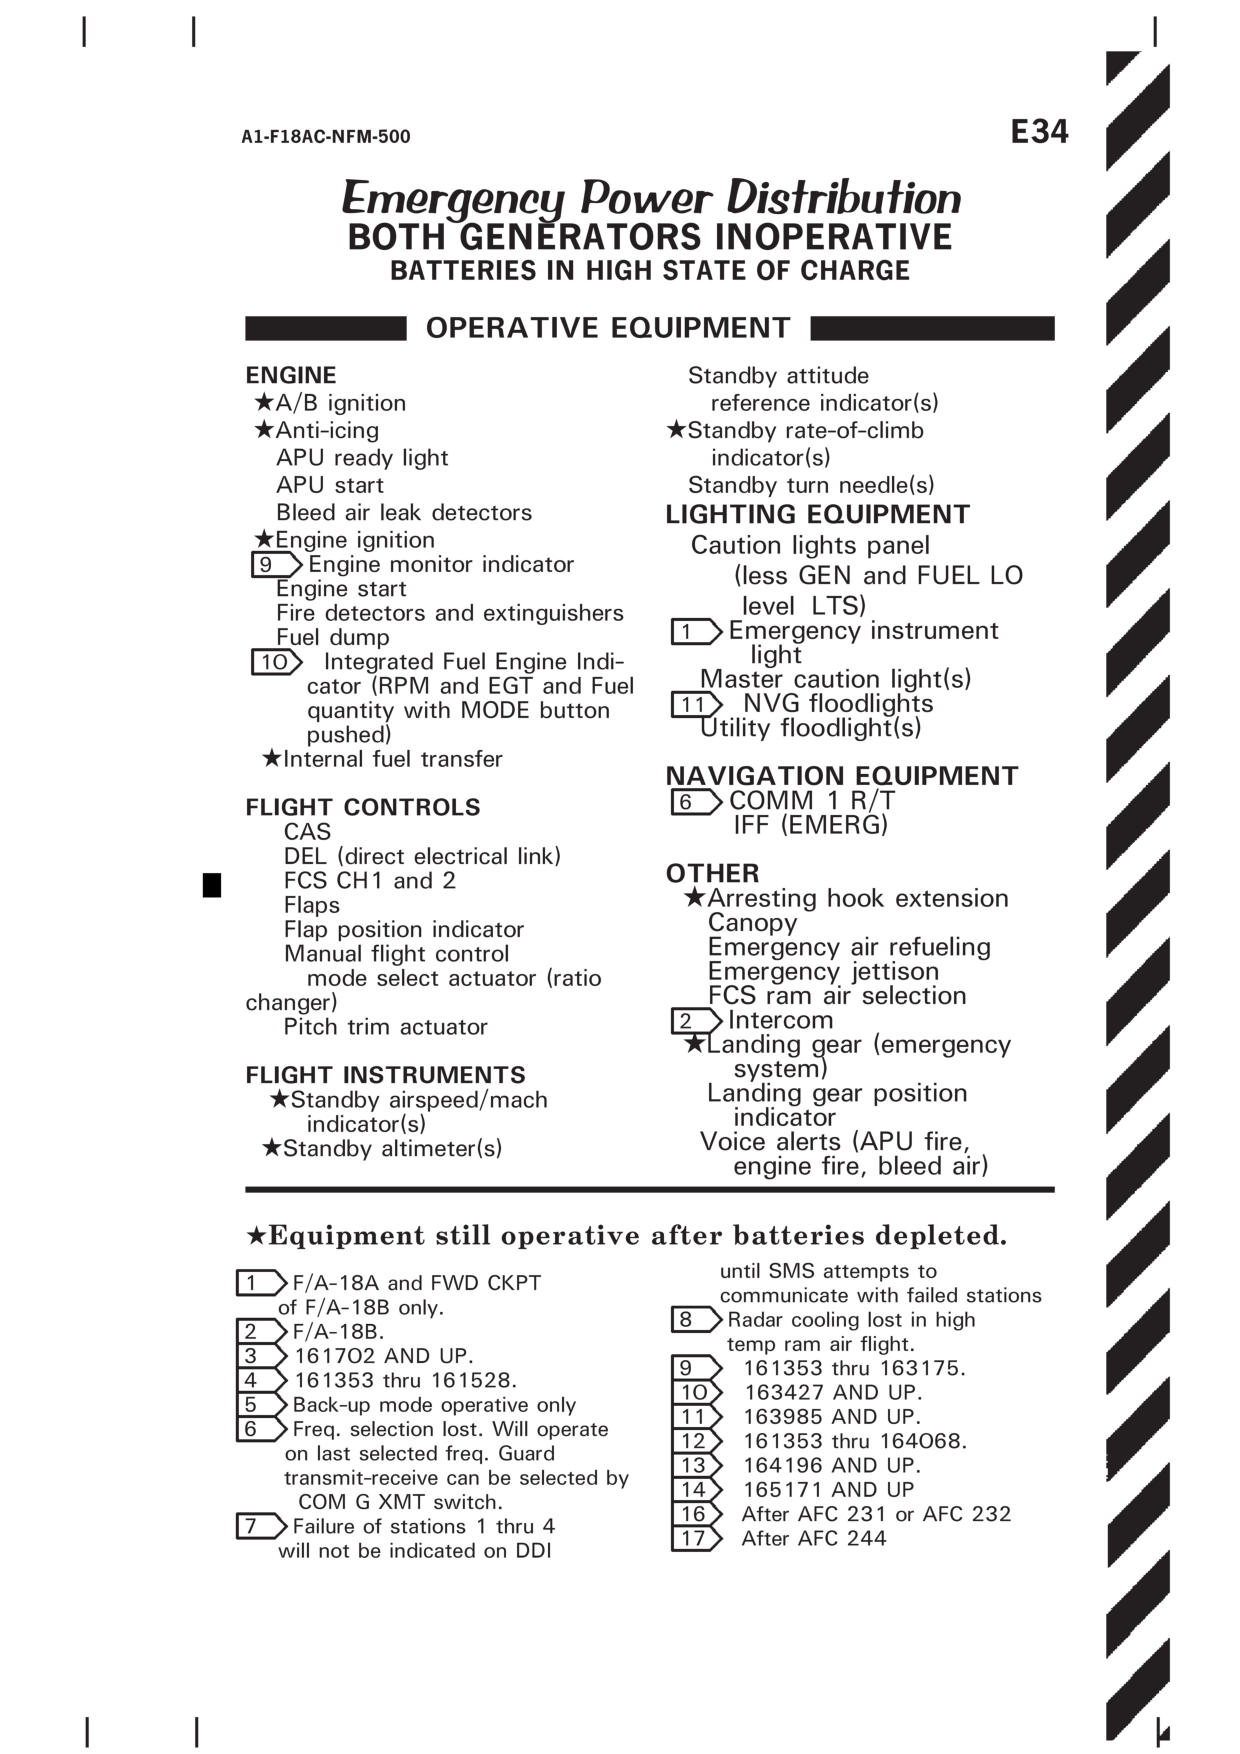 A1-F18AC-NFM-500
E34
Emergency Power Distribution
BOTH GENERATORS INOPERATIVE
BATTERIES IN HIGH STATE OF CHARGE
OPERATIVE EQUIPMENT
ENGINE
★A/B ignition
★Anti-icing
APU ready light
APU start
Bleed air leak detectors
★Engine ignition
9 Engine monitor indicator
Engine start
Fire detectors and extinguishers
Fuel dump
10 Integrated Fuel Engine Indi-
cator (RPM and EGT and Fuel
quantity with MODE button
pushed)
★Internal fuel transfer
FLIGHT CONTROLS
CAS
DEL (direct electrical link)
FCS CH1 and 2
Flaps
Flap position indicator
Manual flight control
mode select actuator (ratio
changer)
Pitch trim actuator
FLIGHT INSTRUMENTS
★Standby airspeed/mach
indicator(s)
★Standby altimeter(s)
Standby attitude
reference indicator(s)
★Standby rate-of-climb
indicator(s)
Standby turn needle(s)
LIGHTING EQUIPMENT
Caution lights panel
(less GEN and FUEL LO
level LTS)
1 Emergency instrument
light
Master caution light(s)
11 NVG floodlights
Utility floodlight(s)
NAVIGATION EQUIPMENT
6 COMM 1 R/T
IFF (EMERG)
OTHER
★Arresting hook extension
Canopy
Emergency air refueling
Emergency jettison
FCS ram air selection
2 Intercom
★Landing gear (emergency
system)
Landing gear position
indicator
Voice alerts (APU fire,
engine fire, bleed air)
★Equipment still operative after batteries depleted.
1 F/A-18A and FWD CKPT
of F/A-18B only.
2 F/A-18B.
3 161702 AND UP.
4 161353 thru 161528.
5 Back-up mode operative only
6 Freq. selection lost. Will operate
on last selected freq. Guard
transmit-receive can be selected by
COM G XMT switch.
7 Failure of stations 1 thru 4
will not be indicated on DDI
until SMS attempts to
communicate with failed stations
8 Radar cooling lost in high
temp ram air flight.
9 161353 thru 163175.
10 163427 AND UP.
11 163985 AND UP.
12 161353 thru 164068.
13 164196 AND UP.
14 165171 AND UP
16 After AFC 231 or AFC 232
17 After AFC 244